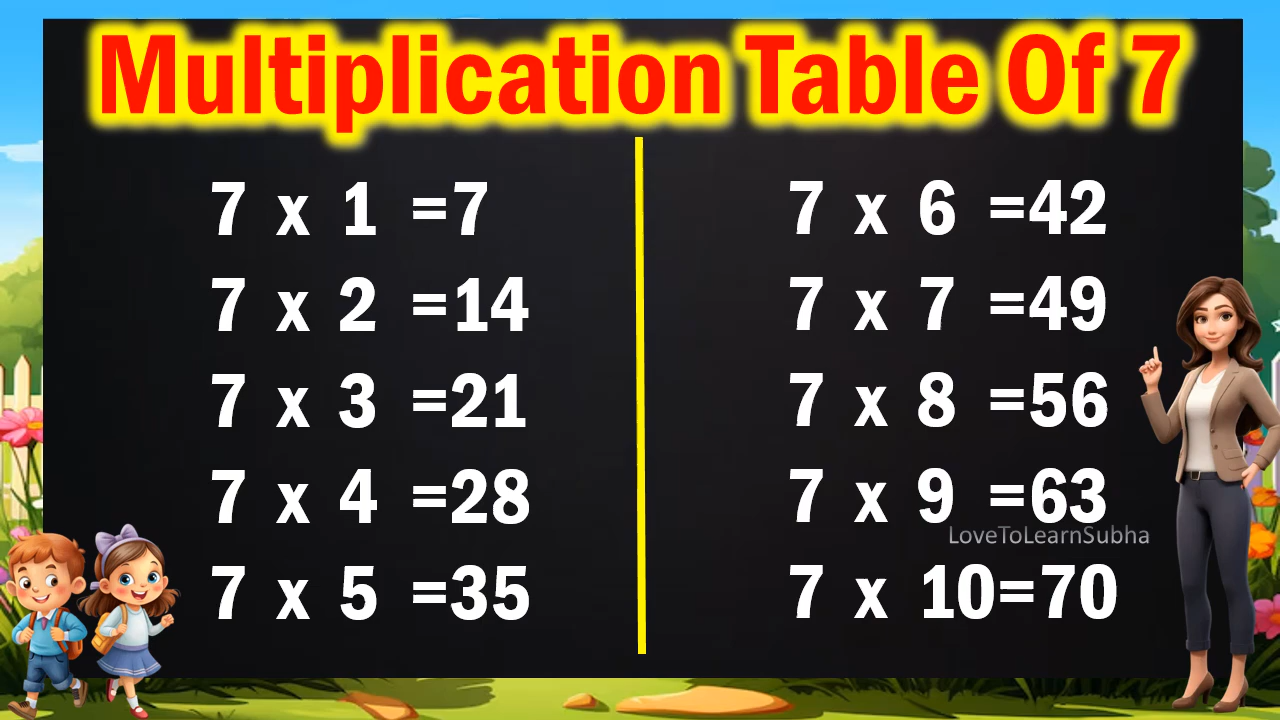 Multiplication Table Of 7
7 x 1 =7
7 x 2 =14
7 x 3 =21
7 x 4 =28
7 x 5 =35
7 x 6 =42
7 x 7 =49
7 x 8 =56
7 x 9 =63
LoveToLearnSubha
7 x 10=70